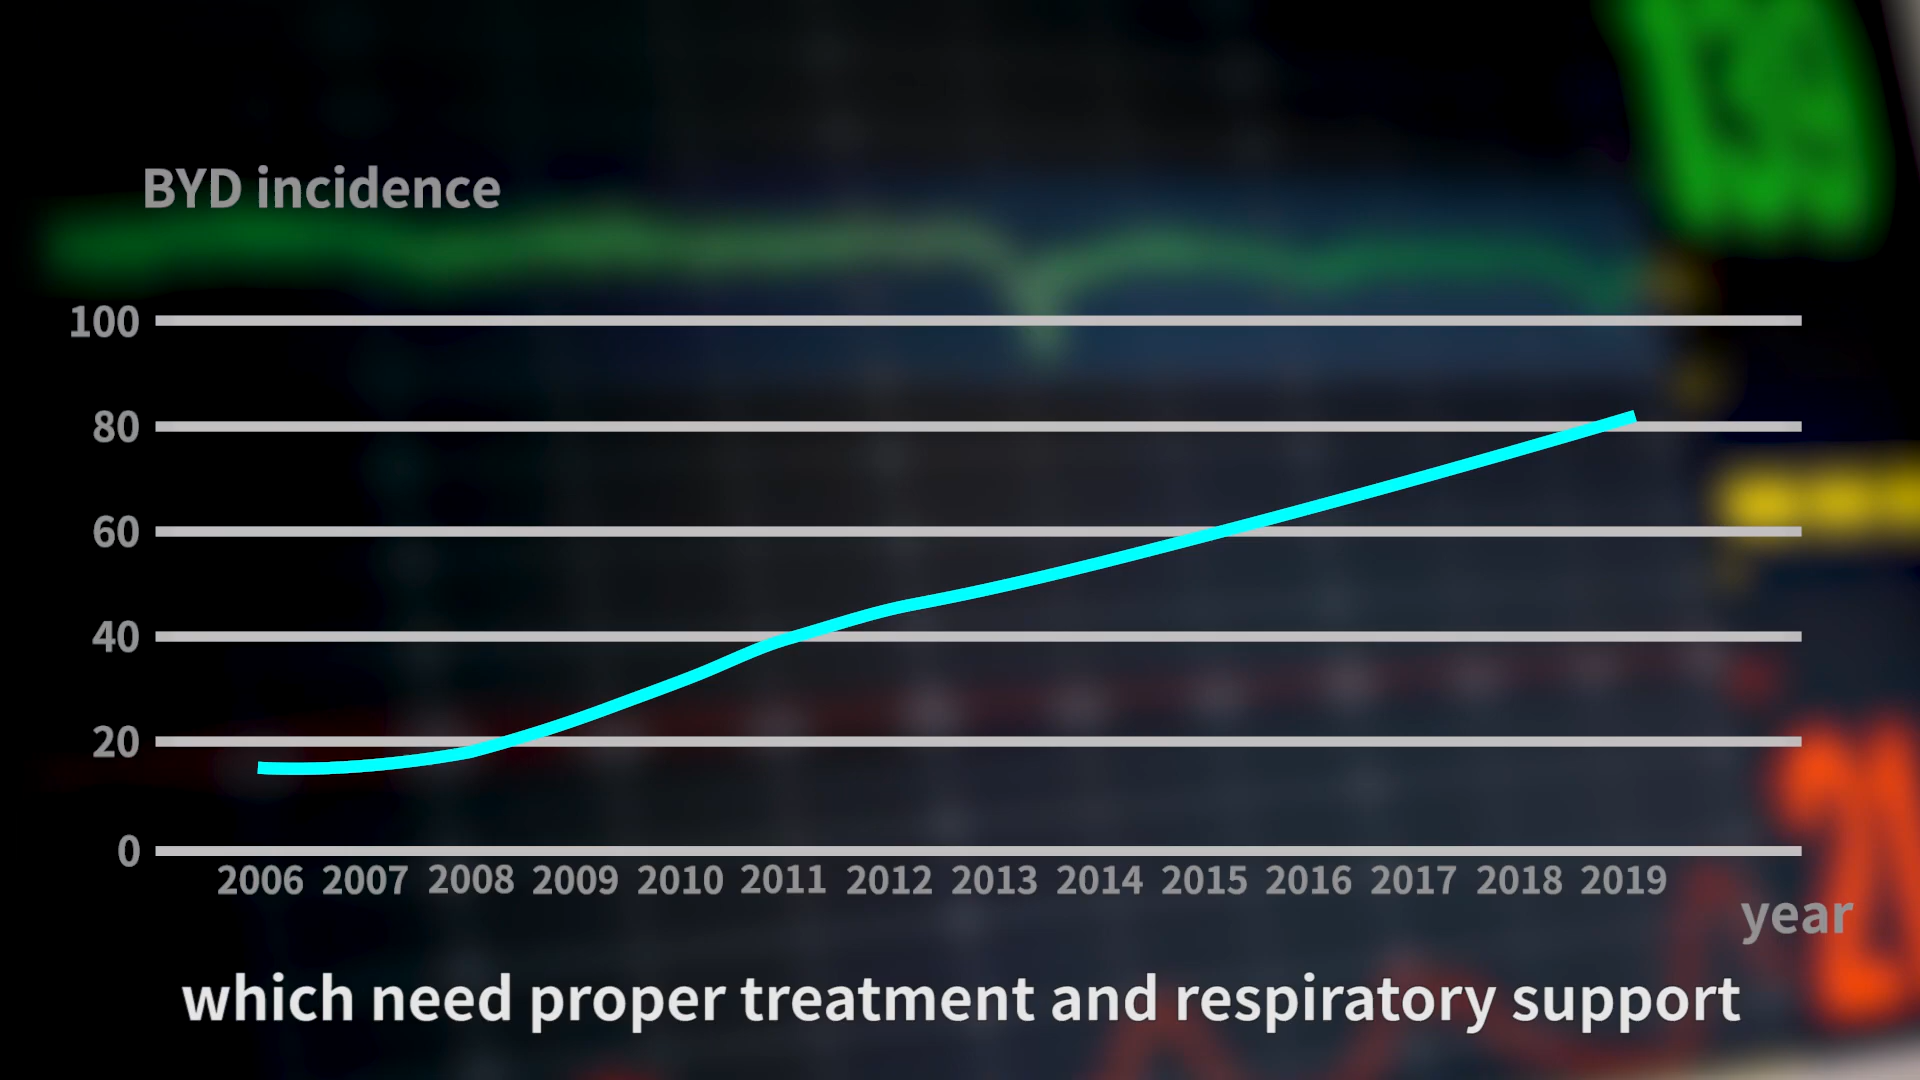 BYD incidence
100
80
60
40
20
0
2006 2007 2008 2009 2010 2011 2012 2013 2014 2015 2016 2017 2018 2019
year
which need proper treatment and respiratory support